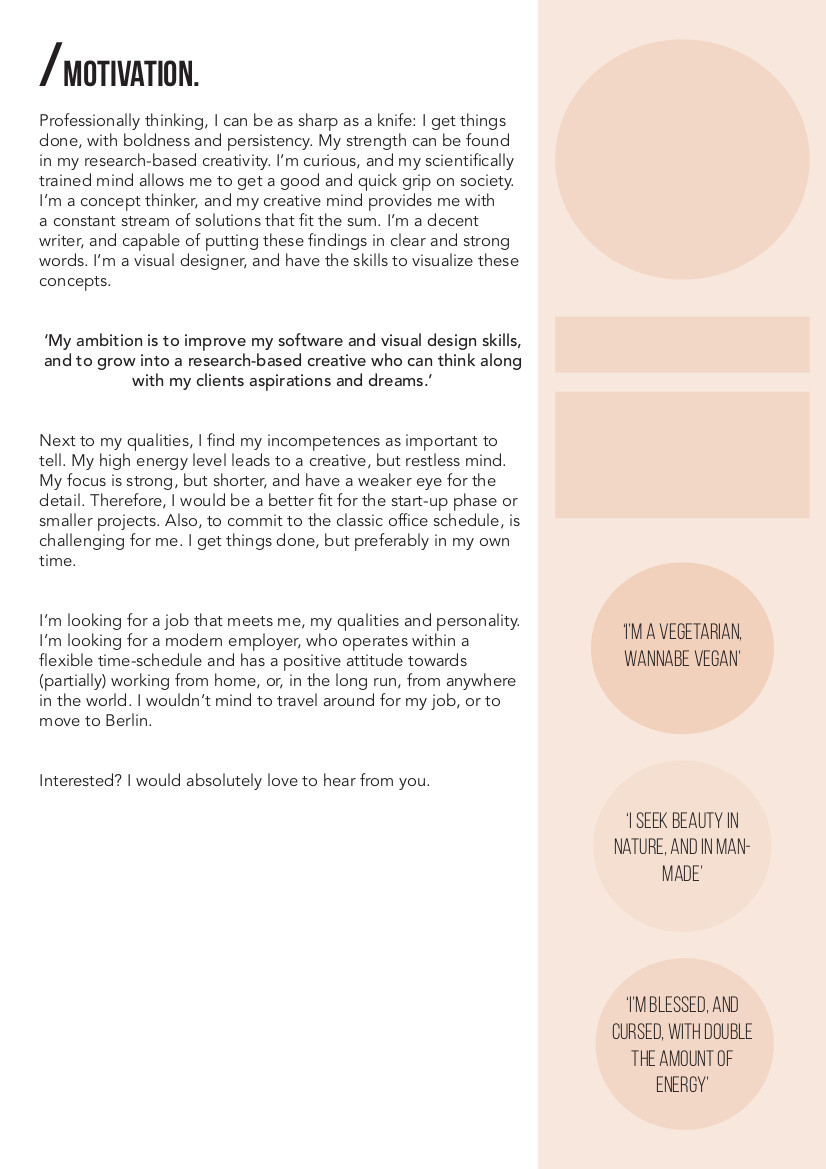 /MOTIVATION.
Professionally thinking, I can be as sharp as a knife: I get things
done, with boldness and persistency. My strength can be found
in my research-based creativity. I’m curious, and my scientifically
trained mind allows me to get a good and quick grip on society.
I’m a concept thinker, and my creative mind provides me with
a constant stream of solutions that fit the sum. I’m a decent
writer, and capable of putting these findings in clear and strong
words. I’m a visual designer, and have the skills to visualize these
concepts.
‘My ambition is to improve my software and visual design skills,
and to grow into a research-based creative who can think along
with my clients aspirations and dreams.’
Next to my qualities, I find my incompetences as important to
tell. My high energy level leads to a creative, but restless mind.
My focus is strong, but shorter, and have a weaker eye for the
detail. Therefore, I would be a better fit for the start-up phase or
smaller projects. Also, to commit to the classic office schedule, is
challenging for me. I get things done, but preferably in my own
time.
I’m looking for a job that meets me, my qualities and personality.
I’m looking for a modern employer, who operates within a
flexible time-schedule and has a positive attitude towards
(partially) working from home, or, in the long run, from anywhere
in the world. I wouldn’t mind to travel around for my job, or to
move to Berlin.
Interested? I would absolutely love to hear from you.
‘I’M A VEGETARIAN,
WANNABE VEGAN’
‘I SEEK BEAUTY IN
NATURE, AND IN MAN-
MADE’
‘I’M BLESSED, AND
CURSED, WITH DOUBLE
THE AMOUNT OF
ENERGY’